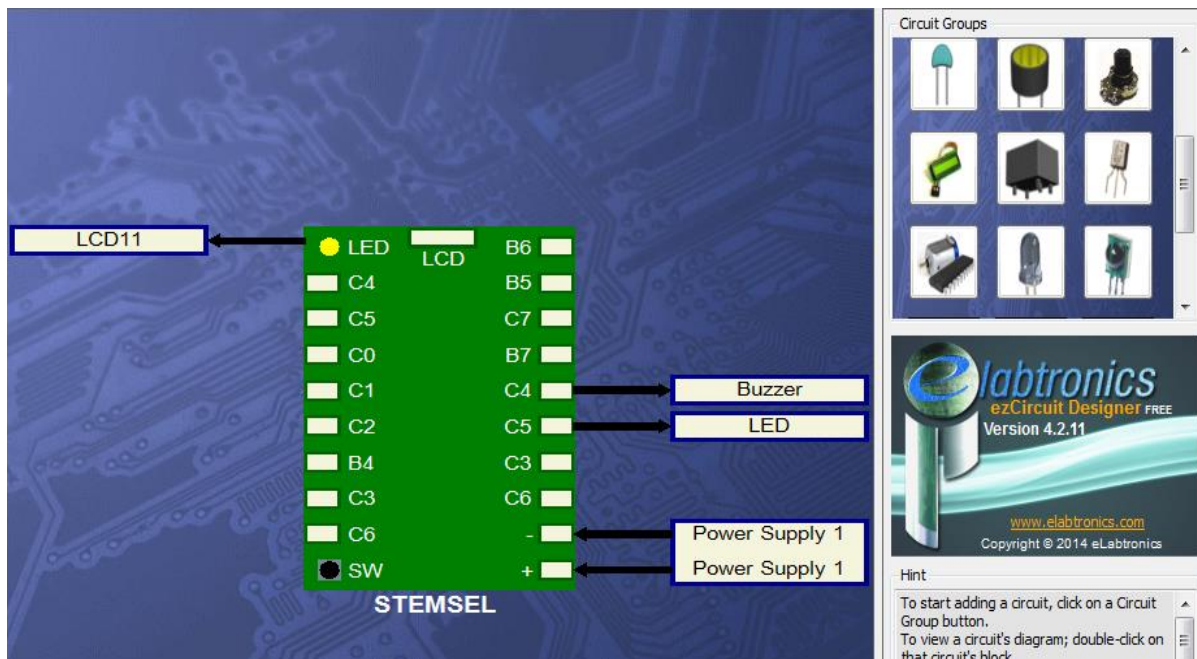 LCD11
LED
LCD
B6
C4
B5
C5
C7
C0
B7
C1
C4
Buzzer
C2
C5
LED
B4
C3
C3
C6
C6
-
Power Supply 1
SW
+
Power Supply 1
STEMSEL
Circuit Groups
elabtronics
ezCircuit Designer FREE
Version 4.2.11
www.elabtronics.com
Copyright © 2014 eLabtronics
Hint
To start adding a circuit, click on a Circuit
Group button.
To view a circuit's diagram; double-click on
that circuit's block